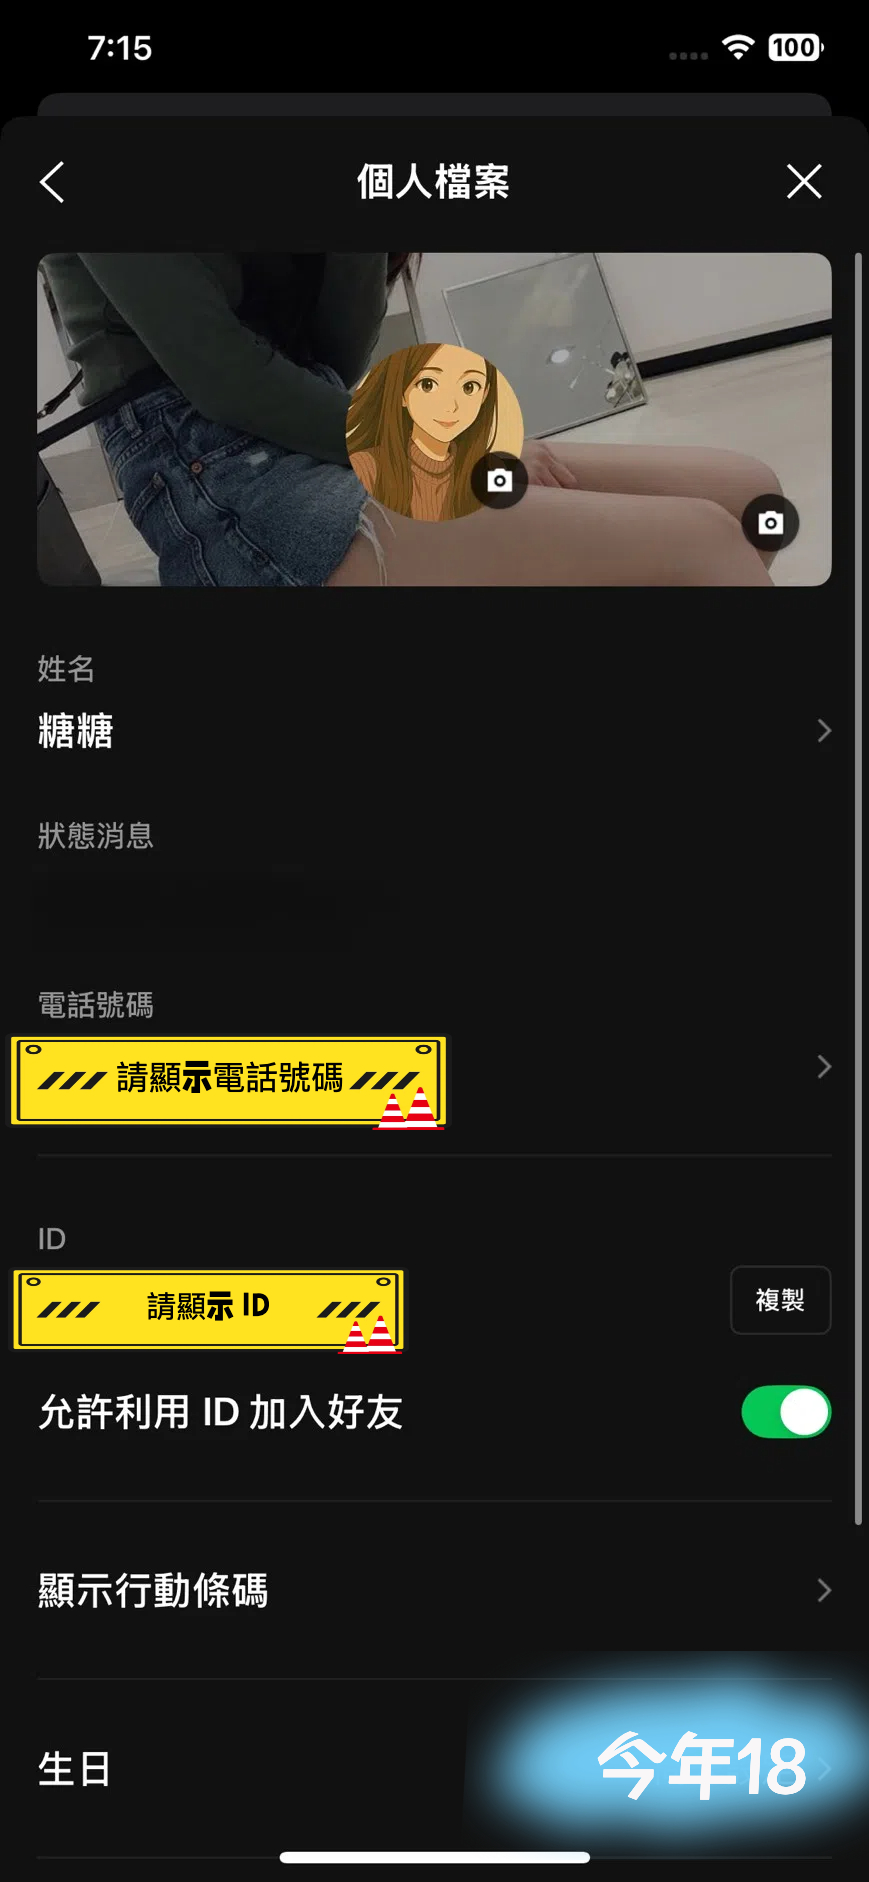 7:15
100
個人檔案
姓名
糖糖
狀態消息
電話號碼
請顯示電話號碼
ID
請顯示 ID
複製
允許利用 ID 加入好友
顯示行動條碼
生日
今年18